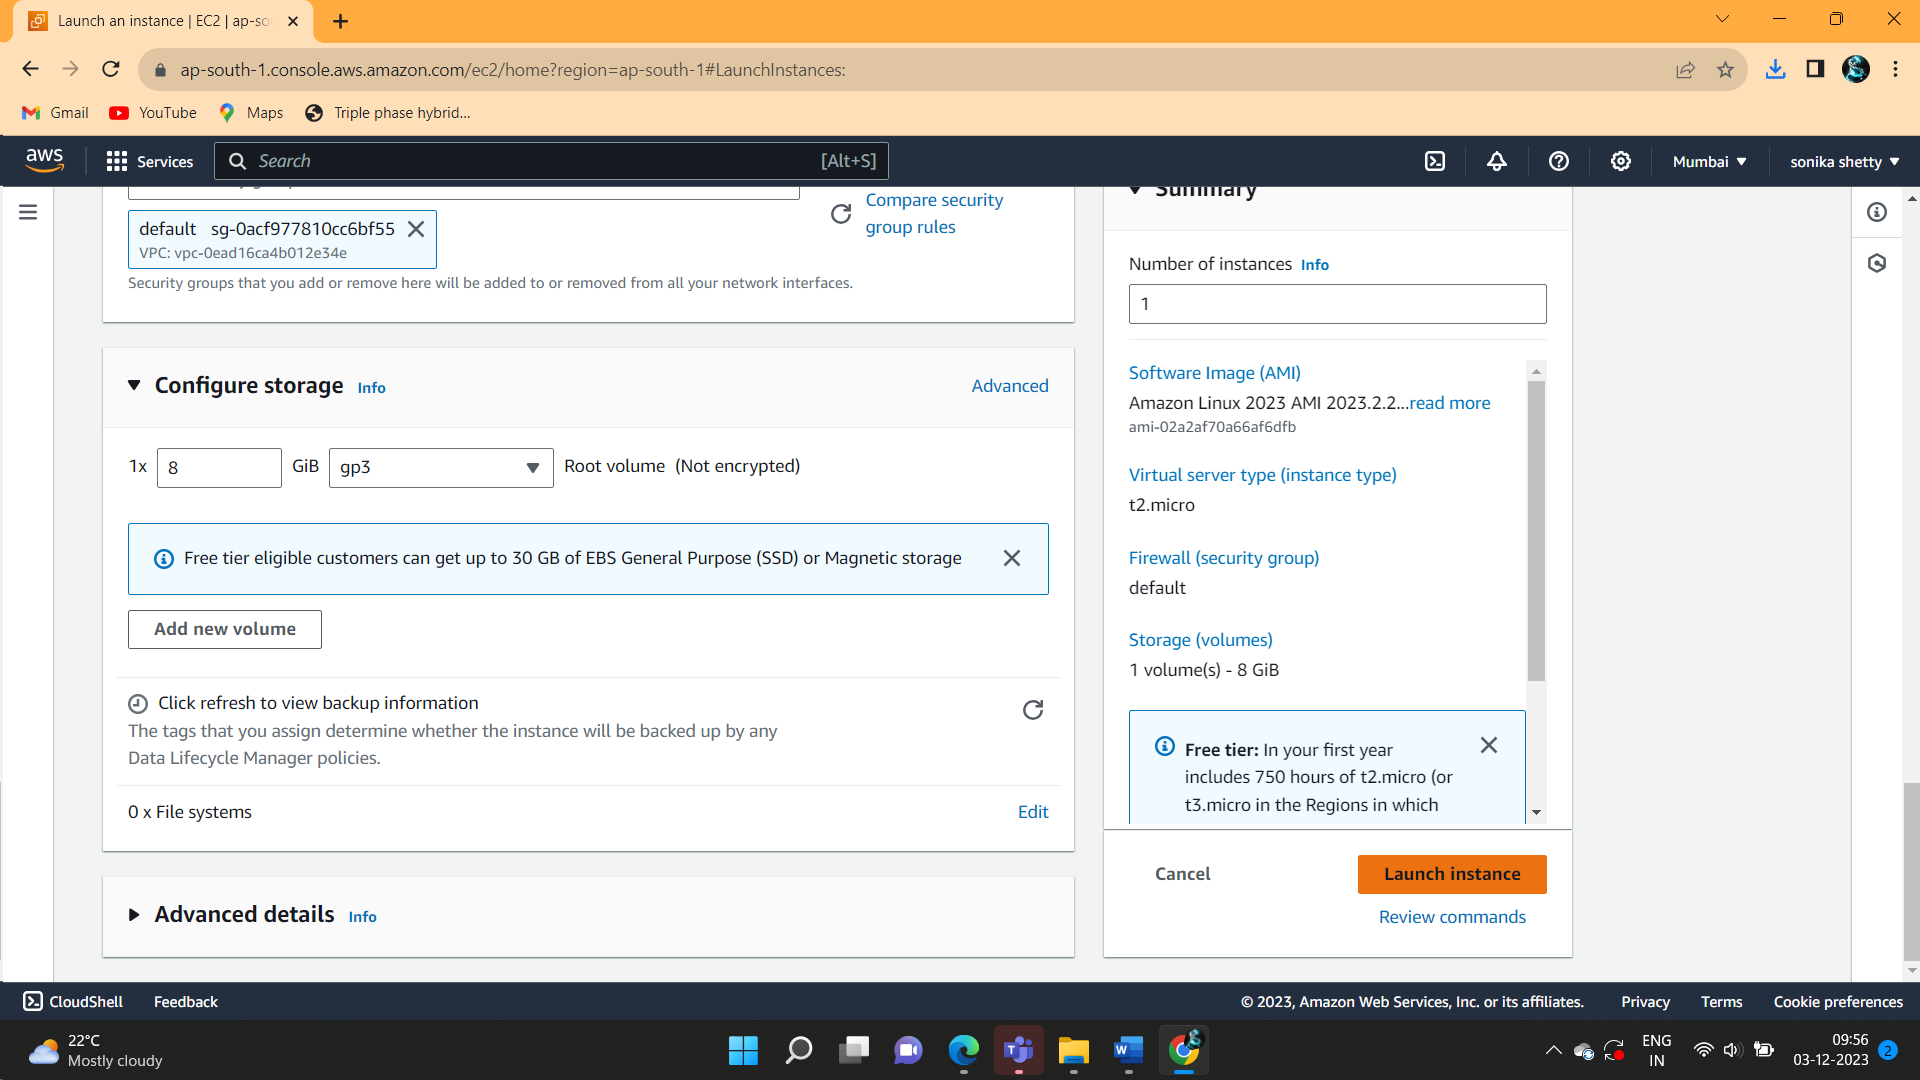 Launch an instance | EC2 | ap-so
ap-south-1.console.aws.amazon.com/ec2/home?region=ap-south-1#LaunchInstances:
Gmail YouTube Maps Triple phase hybrid...
aws Services Search [Alt+S] Mumbai sonika shetty
default sg-0acf977810cc6bf55
VPC: vpc-0ead16ca4b012e34e
Compare security
group rules
Security groups that you add or remove here will be added to or removed from all your network interfaces.
Configure storage Info Advanced
1x 8 GiB gp3 Root volume (Not encrypted)
Free tier eligible customers can get up to 30 GB of EBS General Purpose (SSD) or Magnetic storage
Add new volume
Click refresh to view backup information
The tags that you assign determine whether the instance will be backed up by any
Data Lifecycle Manager policies.
0 x File systems Edit
Advanced details Info
Summary
Number of instances Info
1
Software Image (AMI)
Amazon Linux 2023 AMI 2023.2.2...read more
ami-02a2af70a66af6dfb
Virtual server type (instance type)
t2.micro
Firewall (security group)
default
Storage (volumes)
1 volume(s) - 8 GiB
Free tier: In your first year
includes 750 hours of t2.micro (or
t3.micro in the Regions in which
Cancel Launch instance
Review commands
CloudShell Feedback © 2023, Amazon Web Services, Inc. or its affiliates. Privacy Terms Cookie preferences
22°C
Mostly cloudy
ENG
IN
09:56
03-12-2023
2